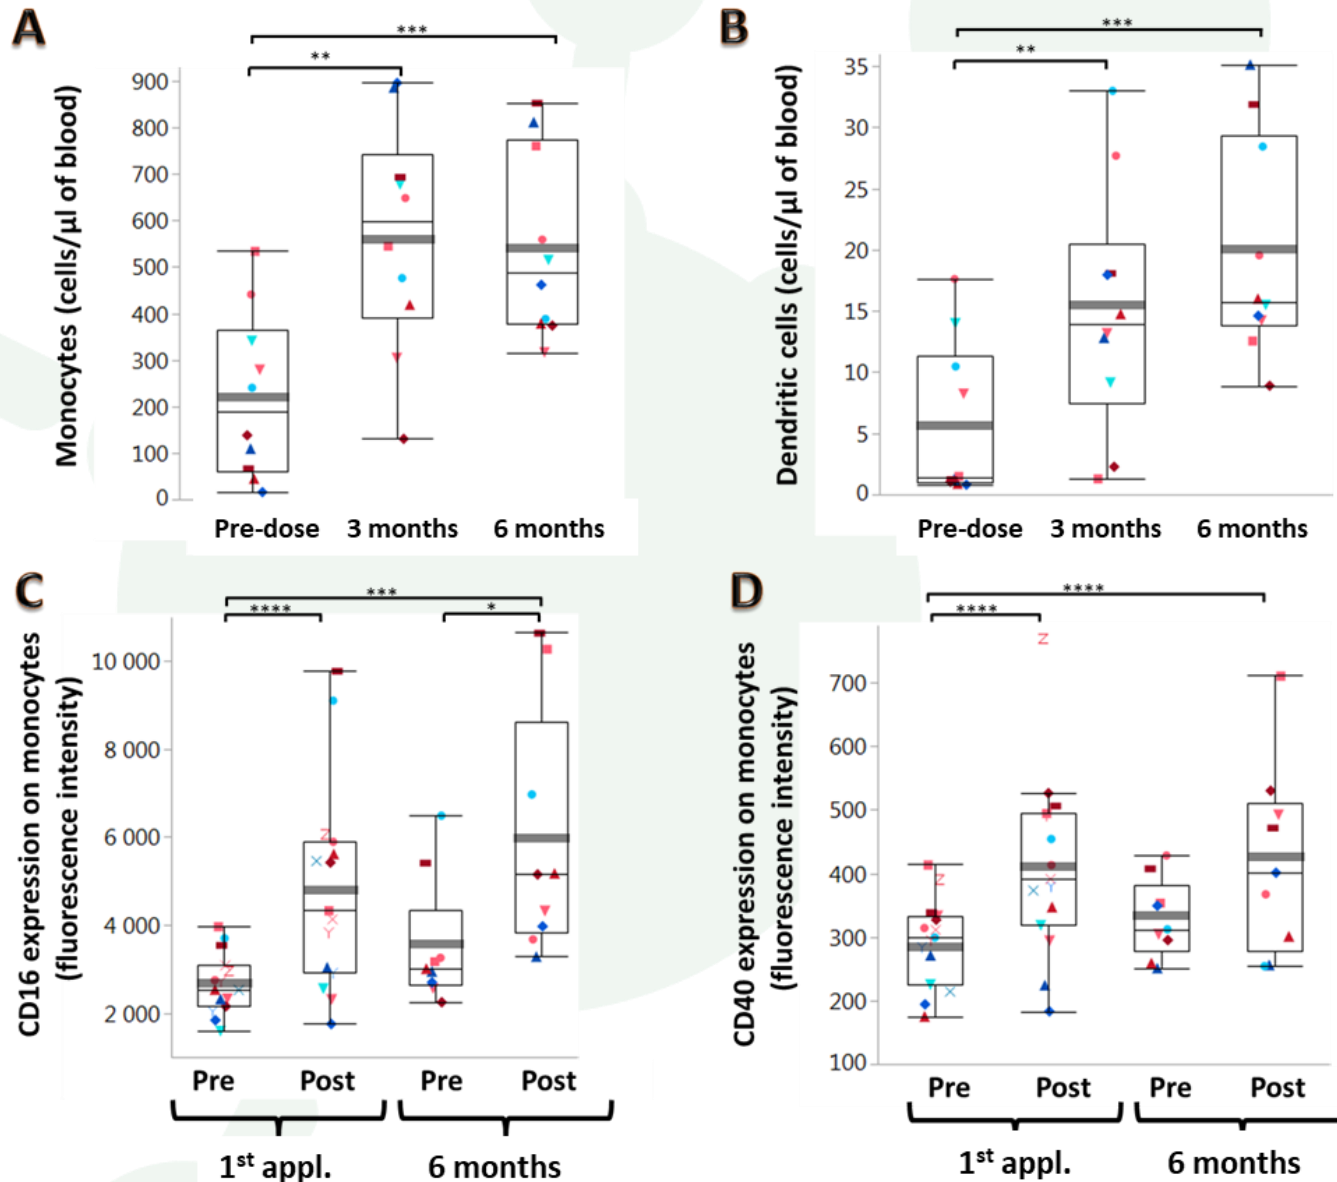 A
B
***
**
Monocytes (cells/µl of blood)
900
800
700
600
500
400
300
200
100
0
Pre-dose 3 months 6 months
***
**
Dendritic cells (cells/µl of blood)
35
30
25
20
15
10
5
0
Pre-dose 3 months 6 months
C
D
***
**** *
CD16 expression on monocytes
(fluorescence intensity)
10 000
8 000
6 000
4 000
2 000
Pre Post Pre Post
1st appl. 6 months
****
****
CD40 expression on monocytes
(fluorescence intensity)
700
600
500
400
300
200
100
Pre Post Pre Post
1st appl. 6 months